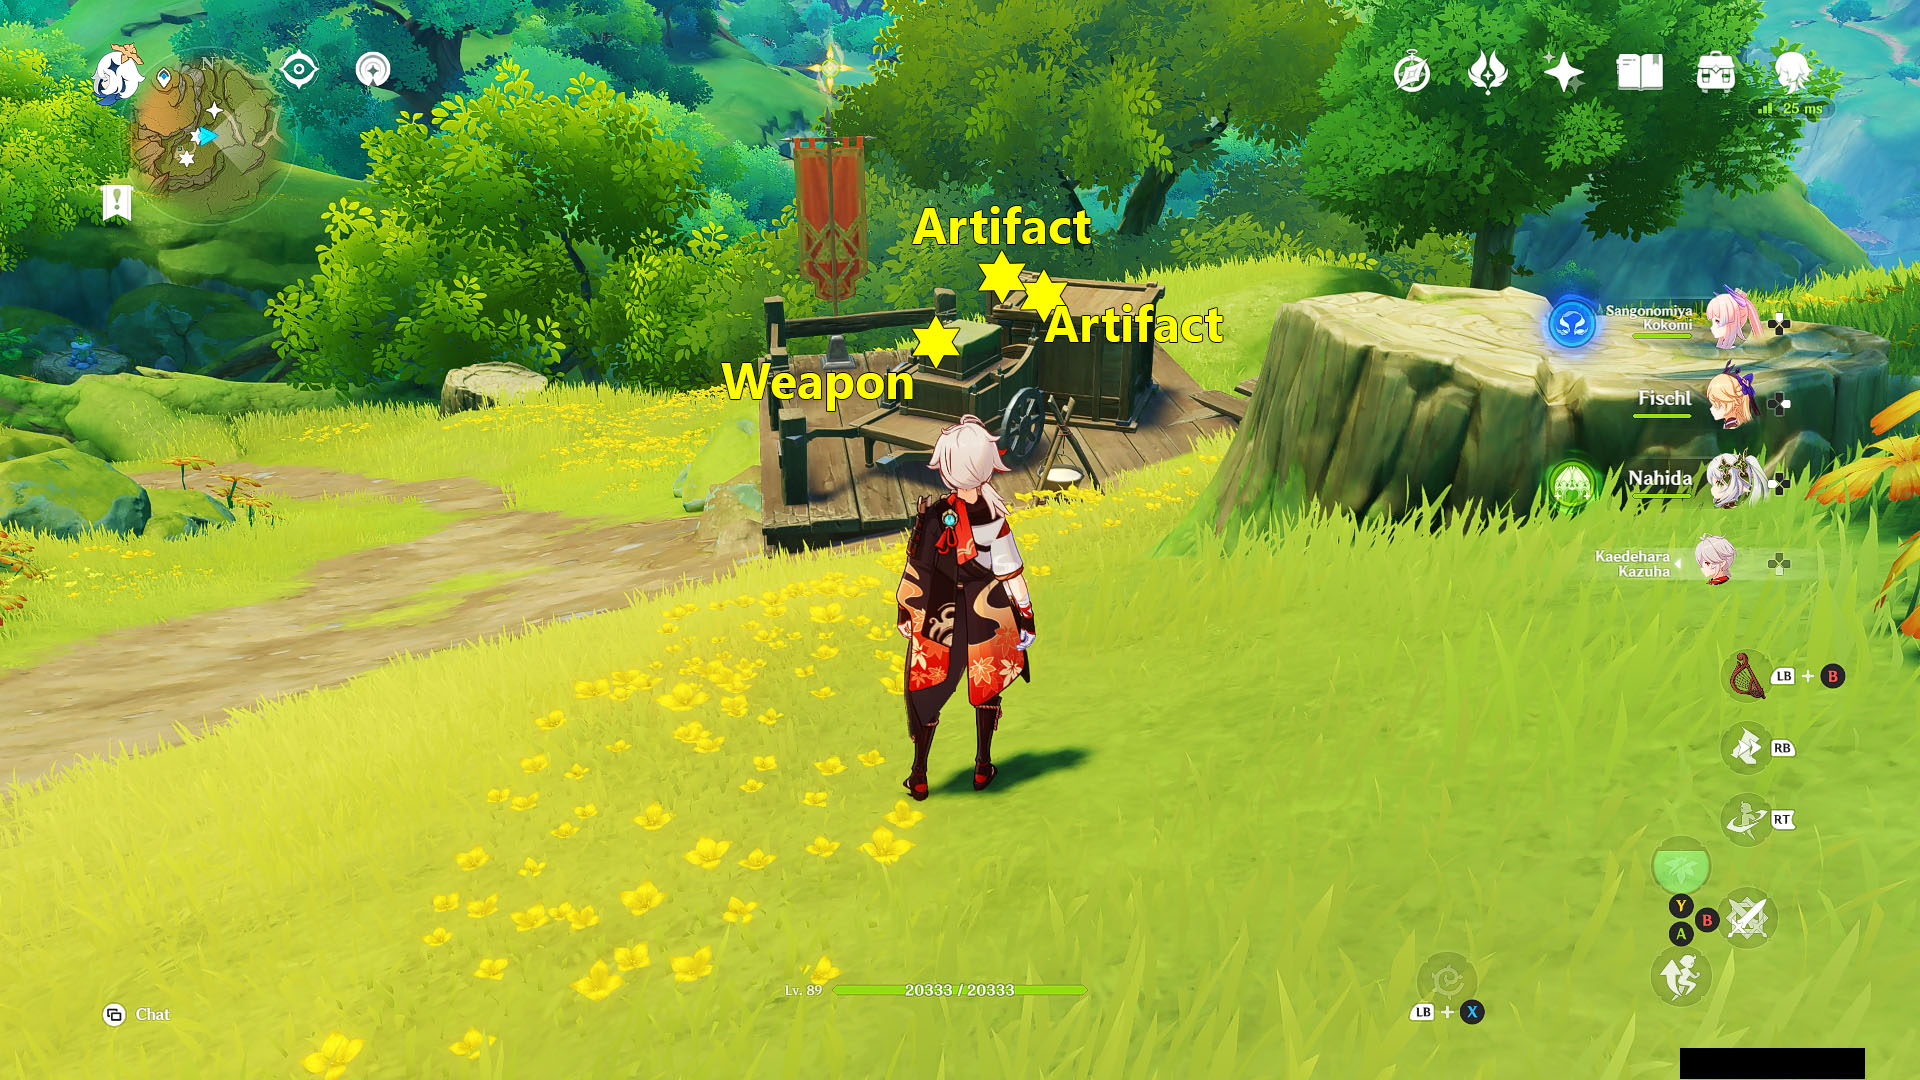 N
25 ms
Artifact
Artifact
Weapon
Sangonomiya
Kokomi
Fischl
Nahida
Kaedehara
Kazuha
LB + B
RB
RT
Y
B
A
Lv. 89
20333 / 20333
LB + X
Chat